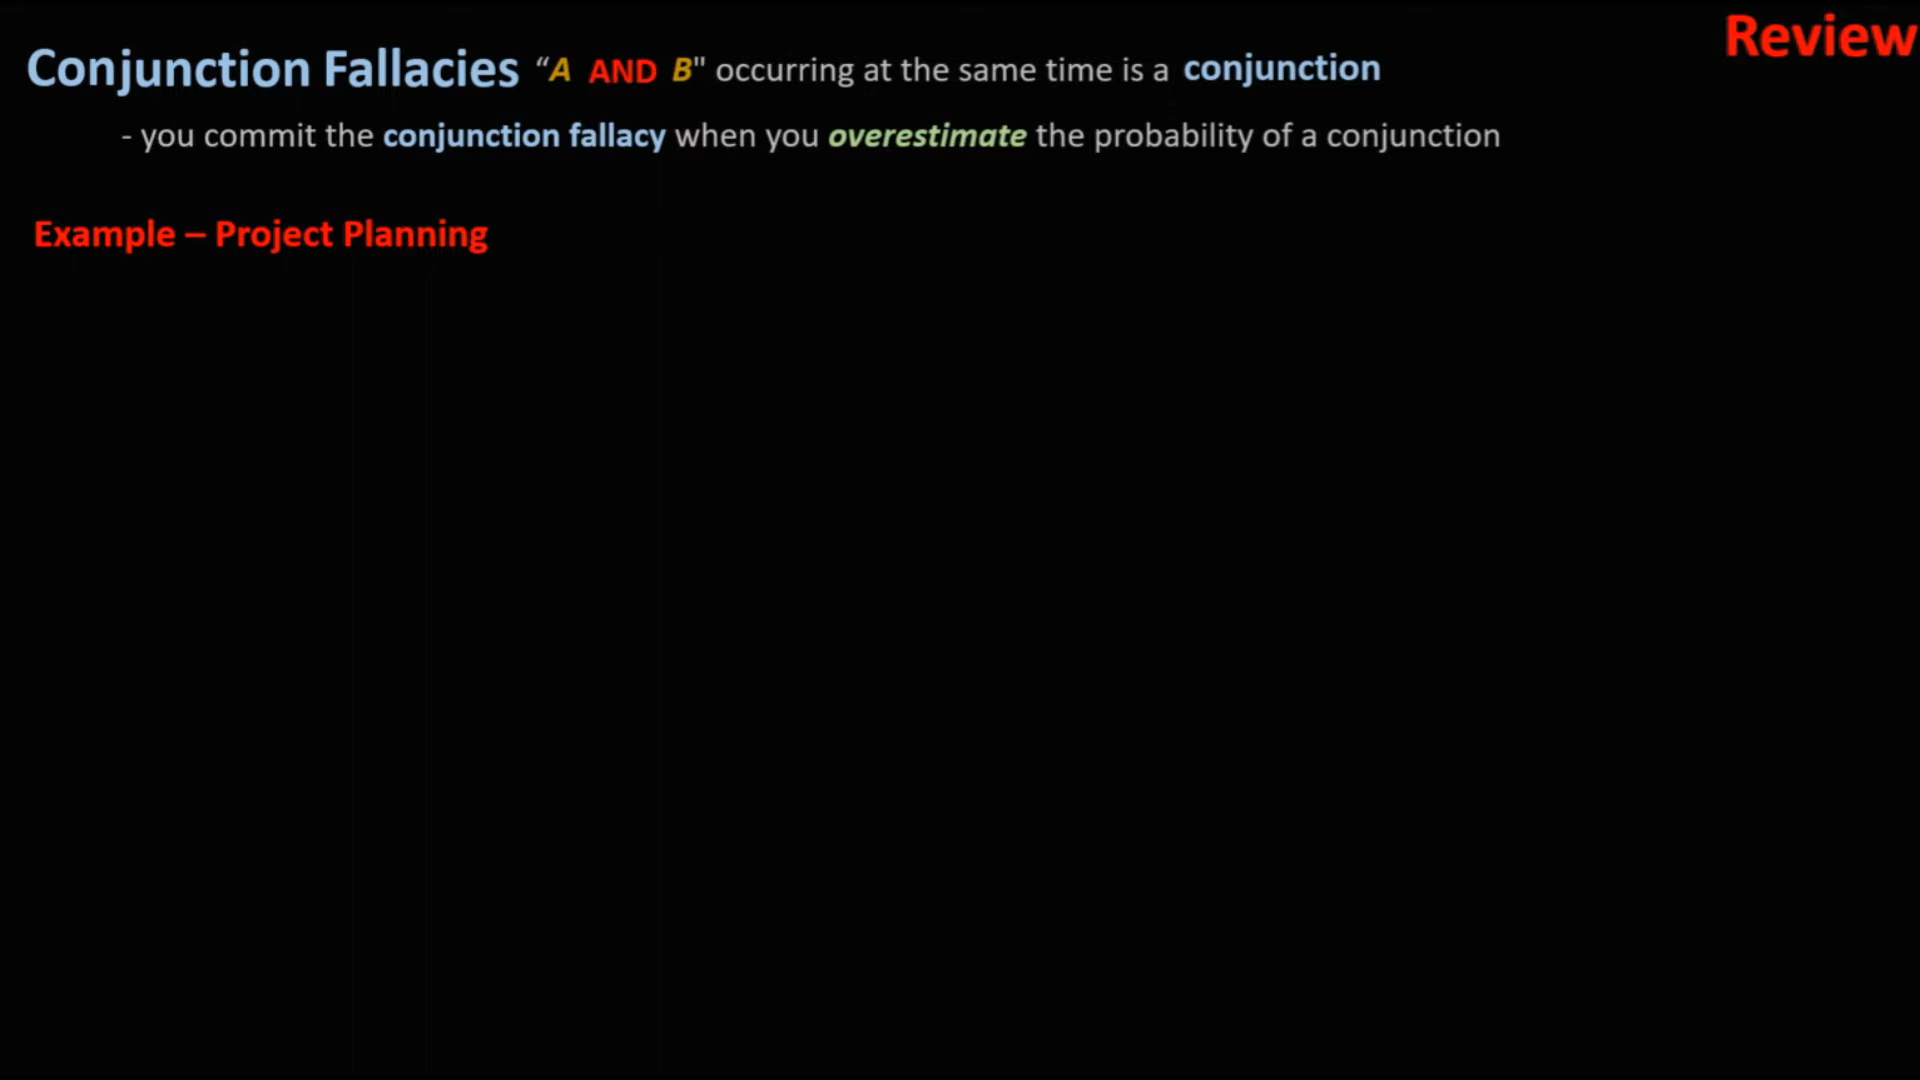 Review
Conjunction Fallacies “A AND B" occurring at the same time is a conjunction
- you commit the conjunction fallacy when you overestimate the probability of a conjunction
Example – Project Planning